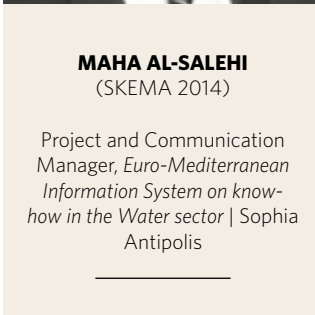 MAHA AL-SALEHI
(SKEMA 2014)
Project and Communication
Manager, Euro-Mediterranean
Information System on know-
how in the Water sector | Sophia
Antipolis